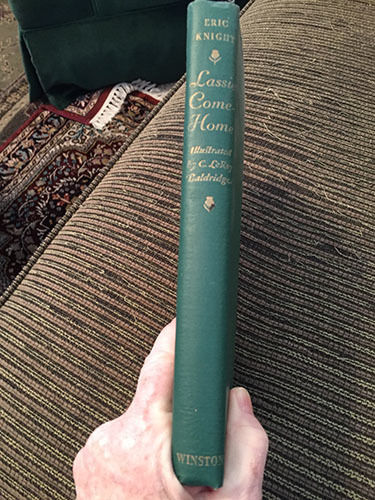 ERIC
KNIGHT
Lassie
Come-
Home
Illustrated
by C. LeRoy
Baldridge
WINSTON